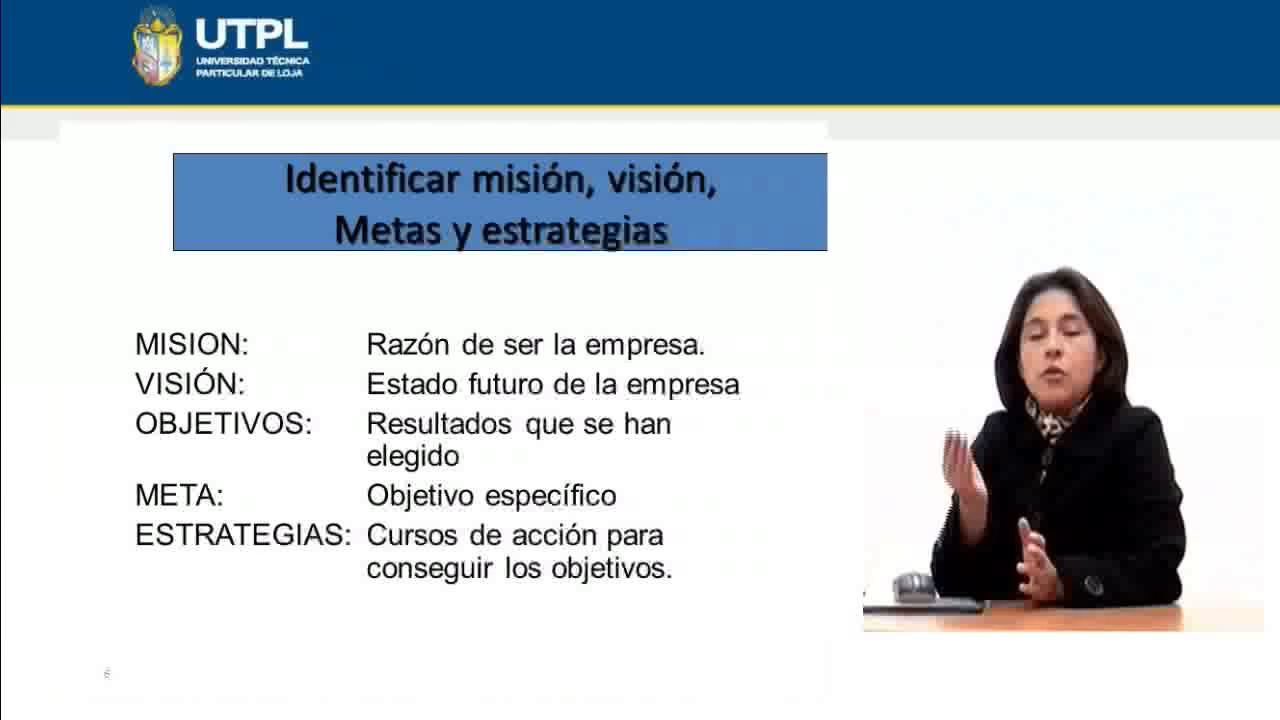 UTPL
UNIVERSIDAD TÉCNICA
PARTICULAR DE LOJA
Identificar misión, visión,
Metas y estrategias
MISION: Razón de ser la empresa.
VISIÓN: Estado futuro de la empresa
OBJETIVOS: Resultados que se han
elegido
META: Objetivo específico
ESTRATEGIAS: Cursos de acción para
conseguir los objetivos.